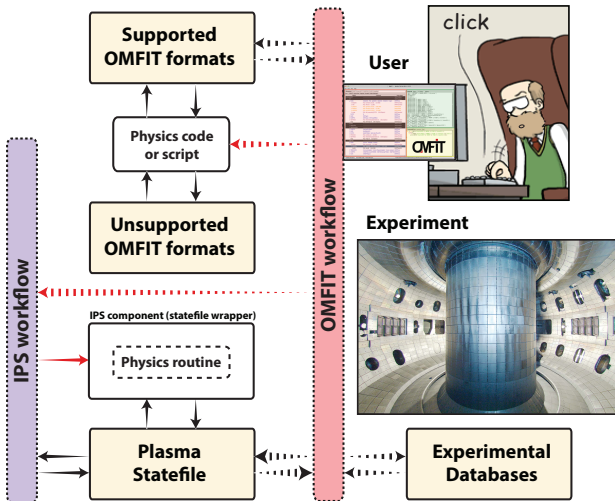 Supported
OMFIT formats
Physics code
or script
Unsupported
OMFIT formats
IPS workflow
IPS component (statefile wrapper)
Physics routine
Plasma
Statefile
OMFIT workflow
User
click
OMFIT
Experiment
Experimental
Databases